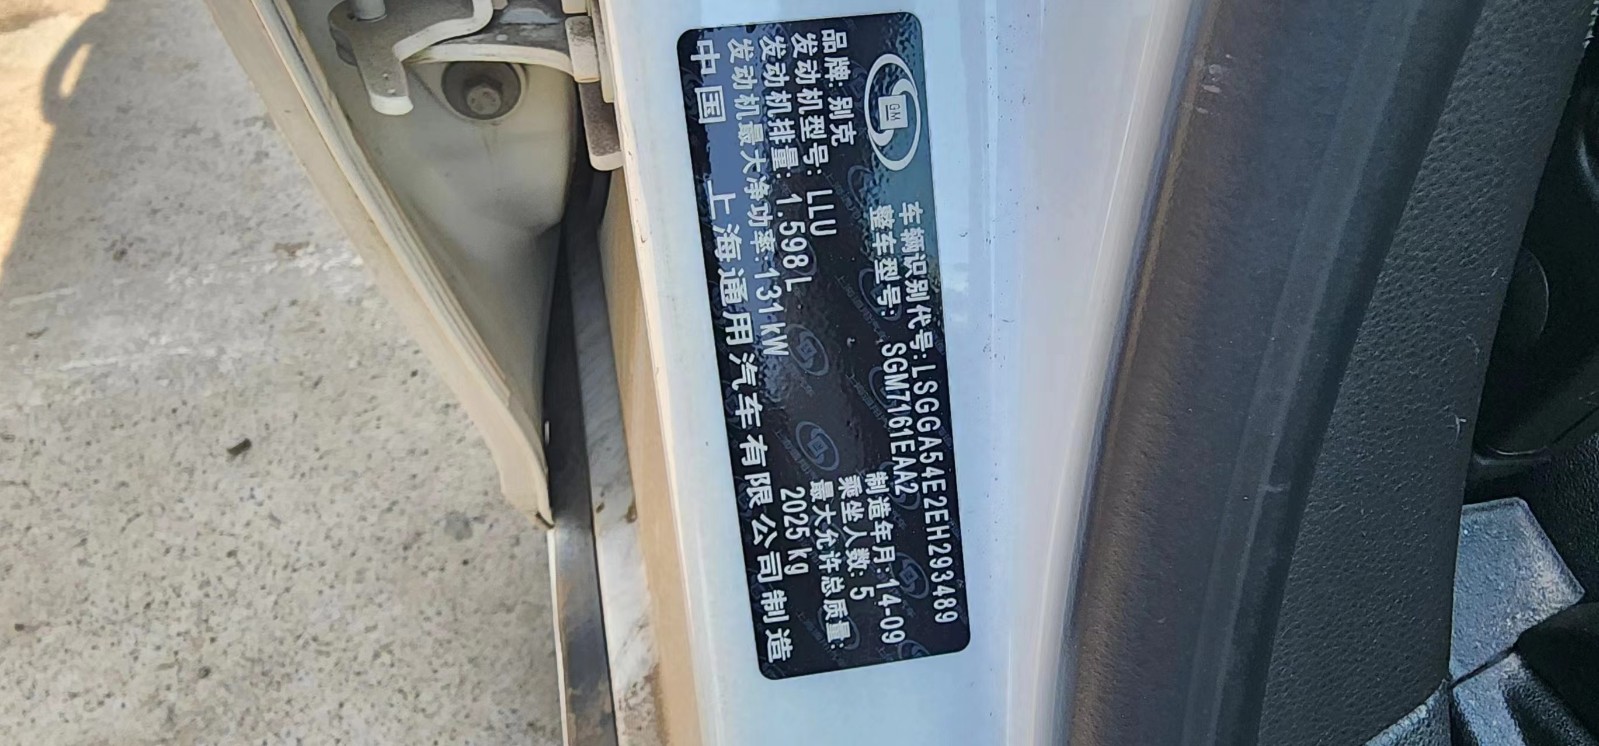 GM
车辆识别代号:LSGGA54E2EH293489
整车型号: SGM7161EAA2
品牌: 别克
制造年月: 14-09
发动机型号: LLU
乘坐人数: 5
发动机排量: 1.598L
最大允许总质量:
发动机最大净功率: 131kW
2025kg
中国 上海通用汽车有限公司制造